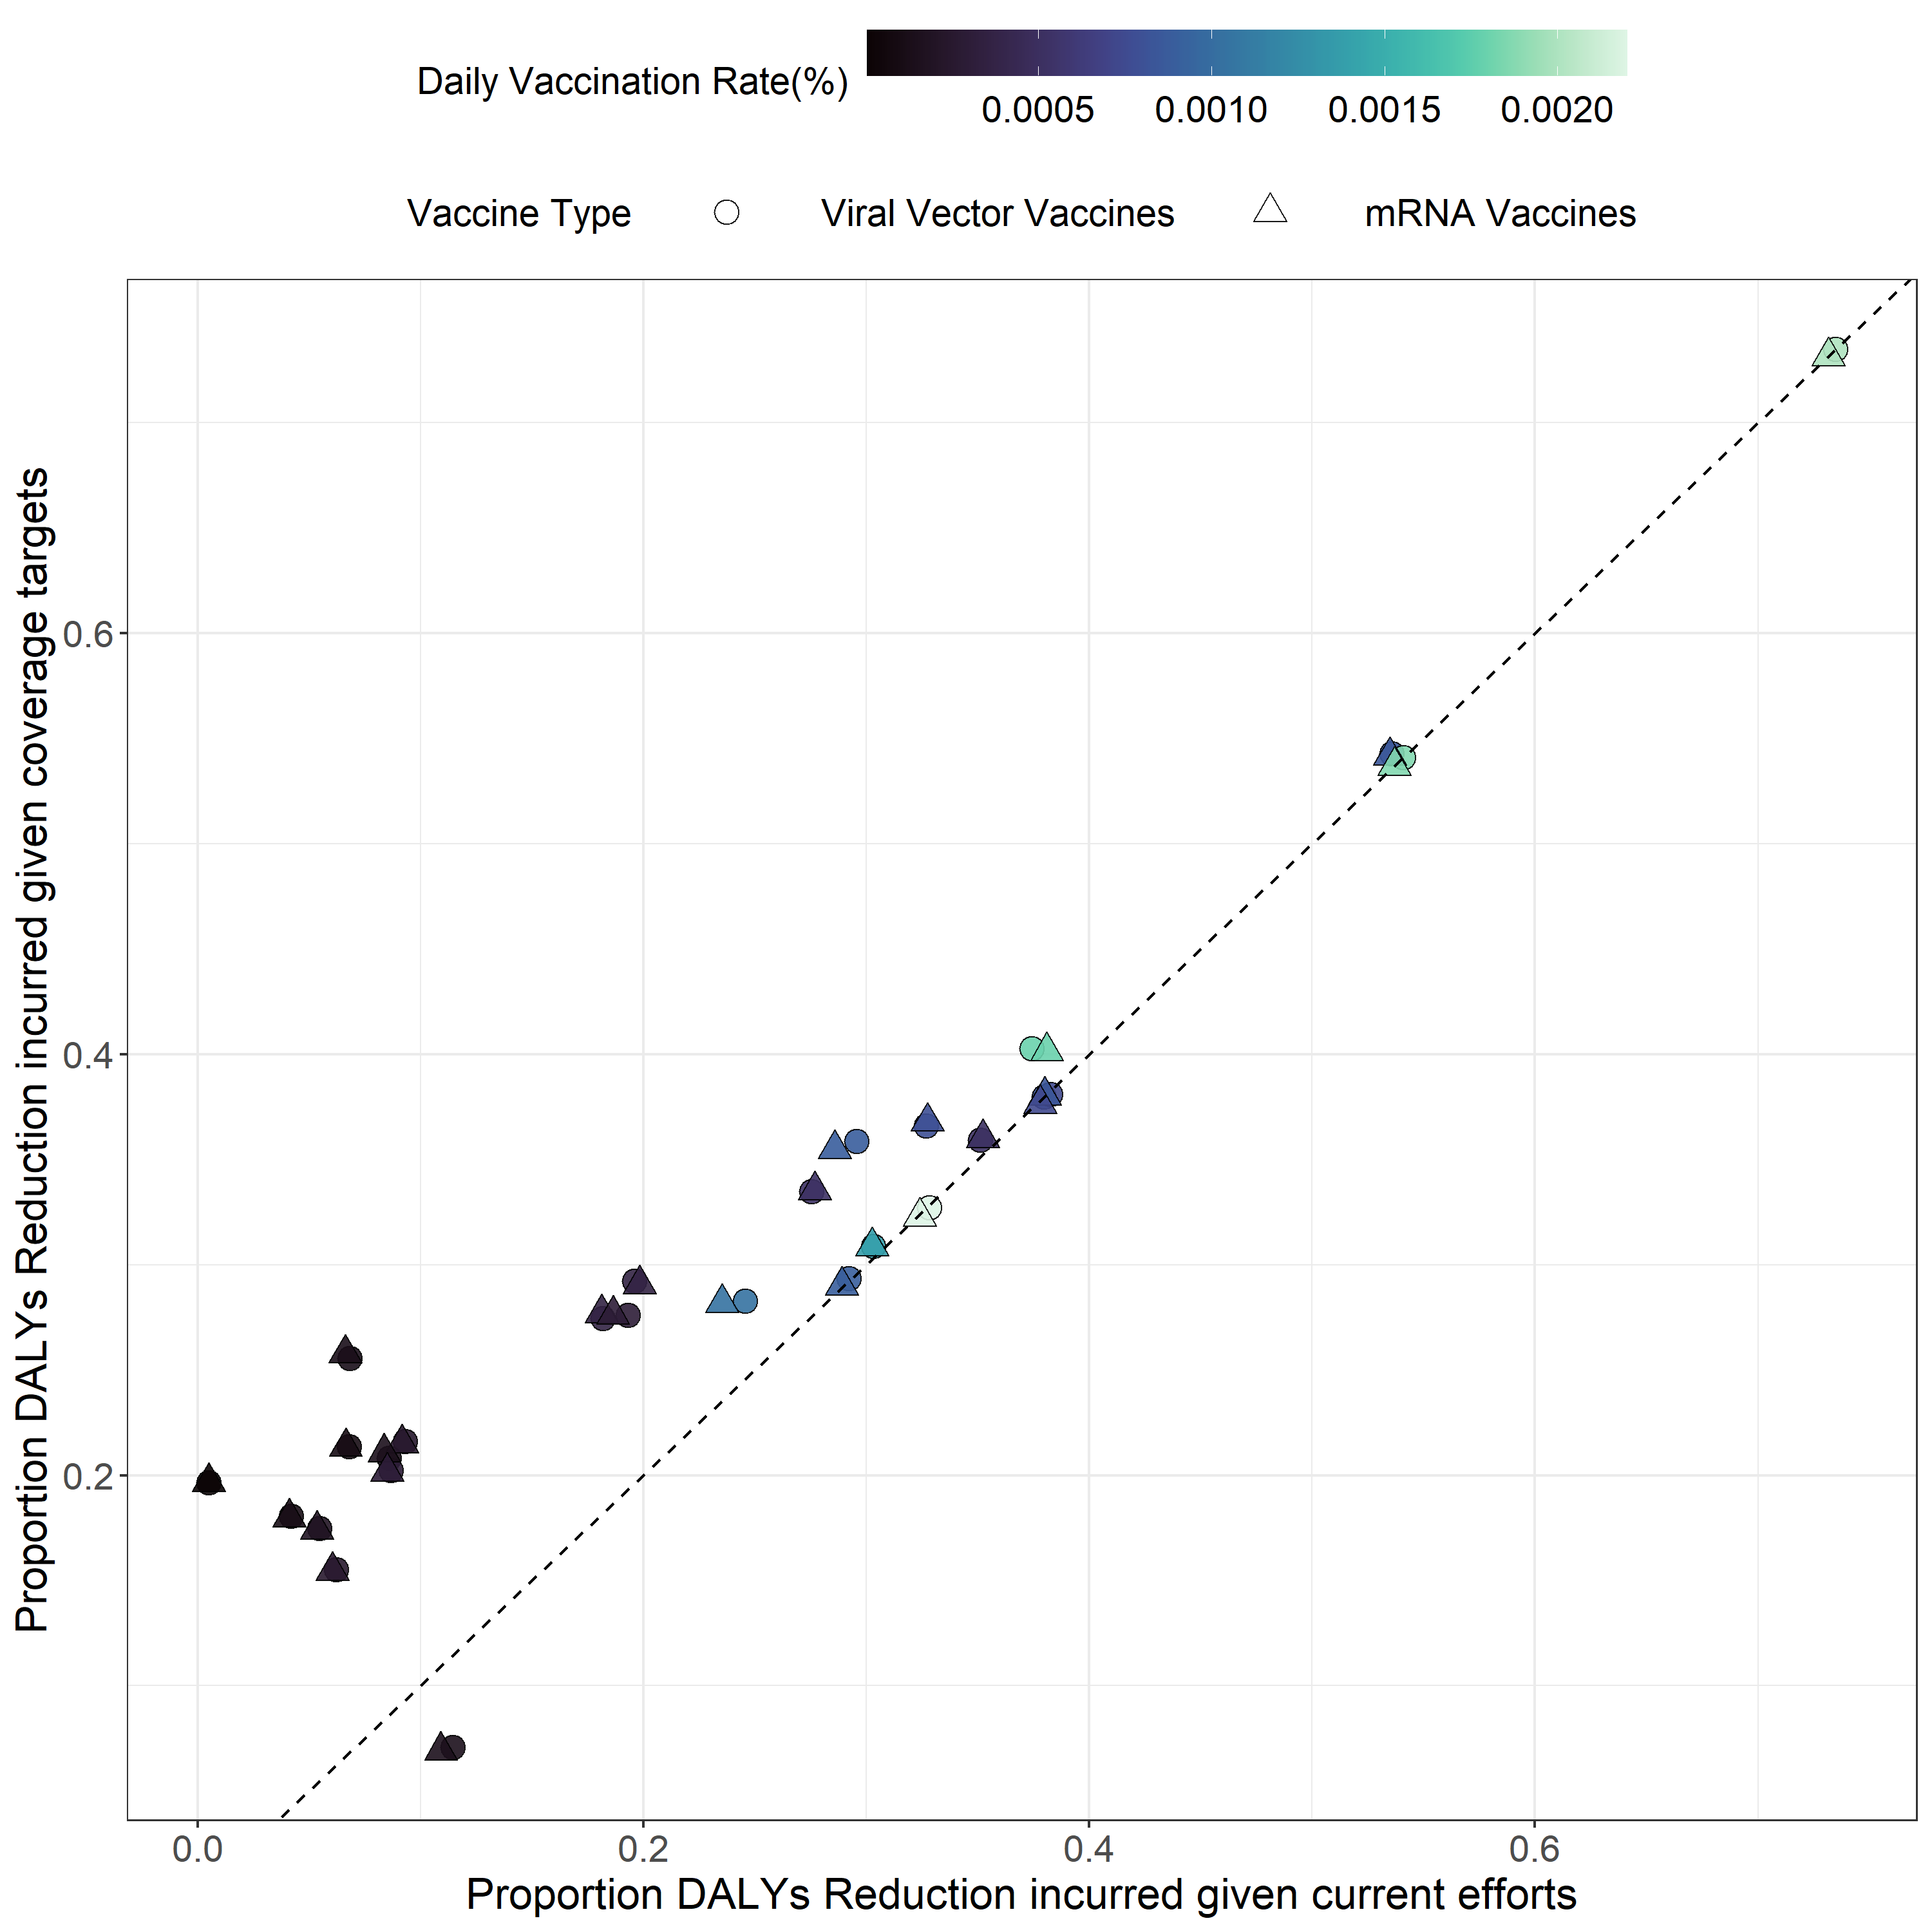 Daily Vaccination Rate(%)
0.0005 0.0010 0.0015 0.0020
Vaccine Type Viral Vector Vaccines mRNA Vaccines
Proportion DALYs Reduction incurred given coverage targets
0.6
0.4
0.2
0.0 0.2 0.4 0.6
Proportion DALYs Reduction incurred given current efforts